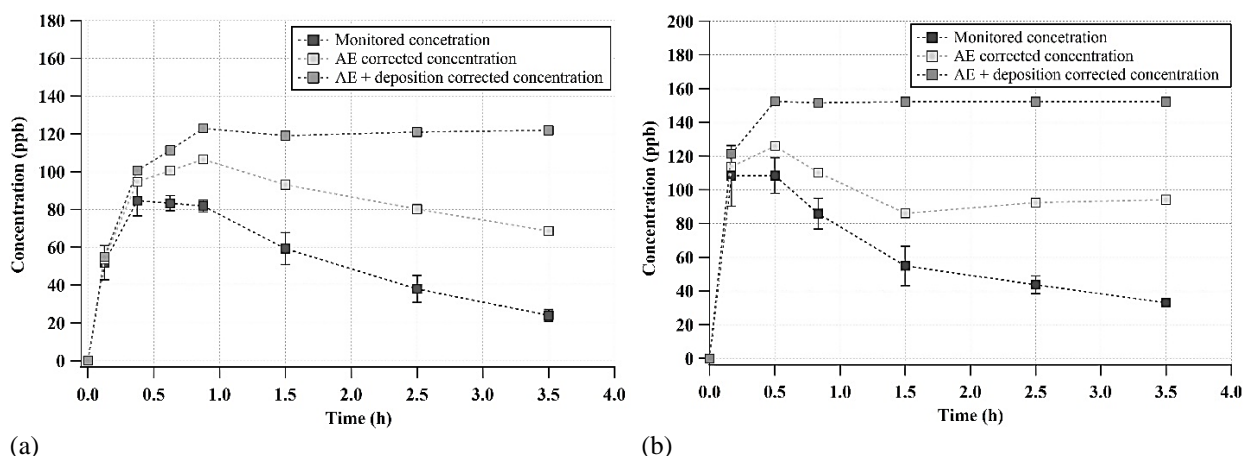 180
160
140
120
100
80
60
40
20
0
Concentration (ppb)
Monitored concetration
AE corrected concentration
AE + deposition corrected concentration
0.0 0.5 1.0 1.5 2.0 2.5 3.0 3.5 4.0
Time (h)
(a)
200
180
160
140
120
100
80
60
40
20
0
Concentration (ppb)
Monitored concentration
AE corrected concentration
AE + deposition corrected concentration
0.0 0.5 1.0 1.5 2.0 2.5 3.0 3.5 4.0
Time (h)
(b)